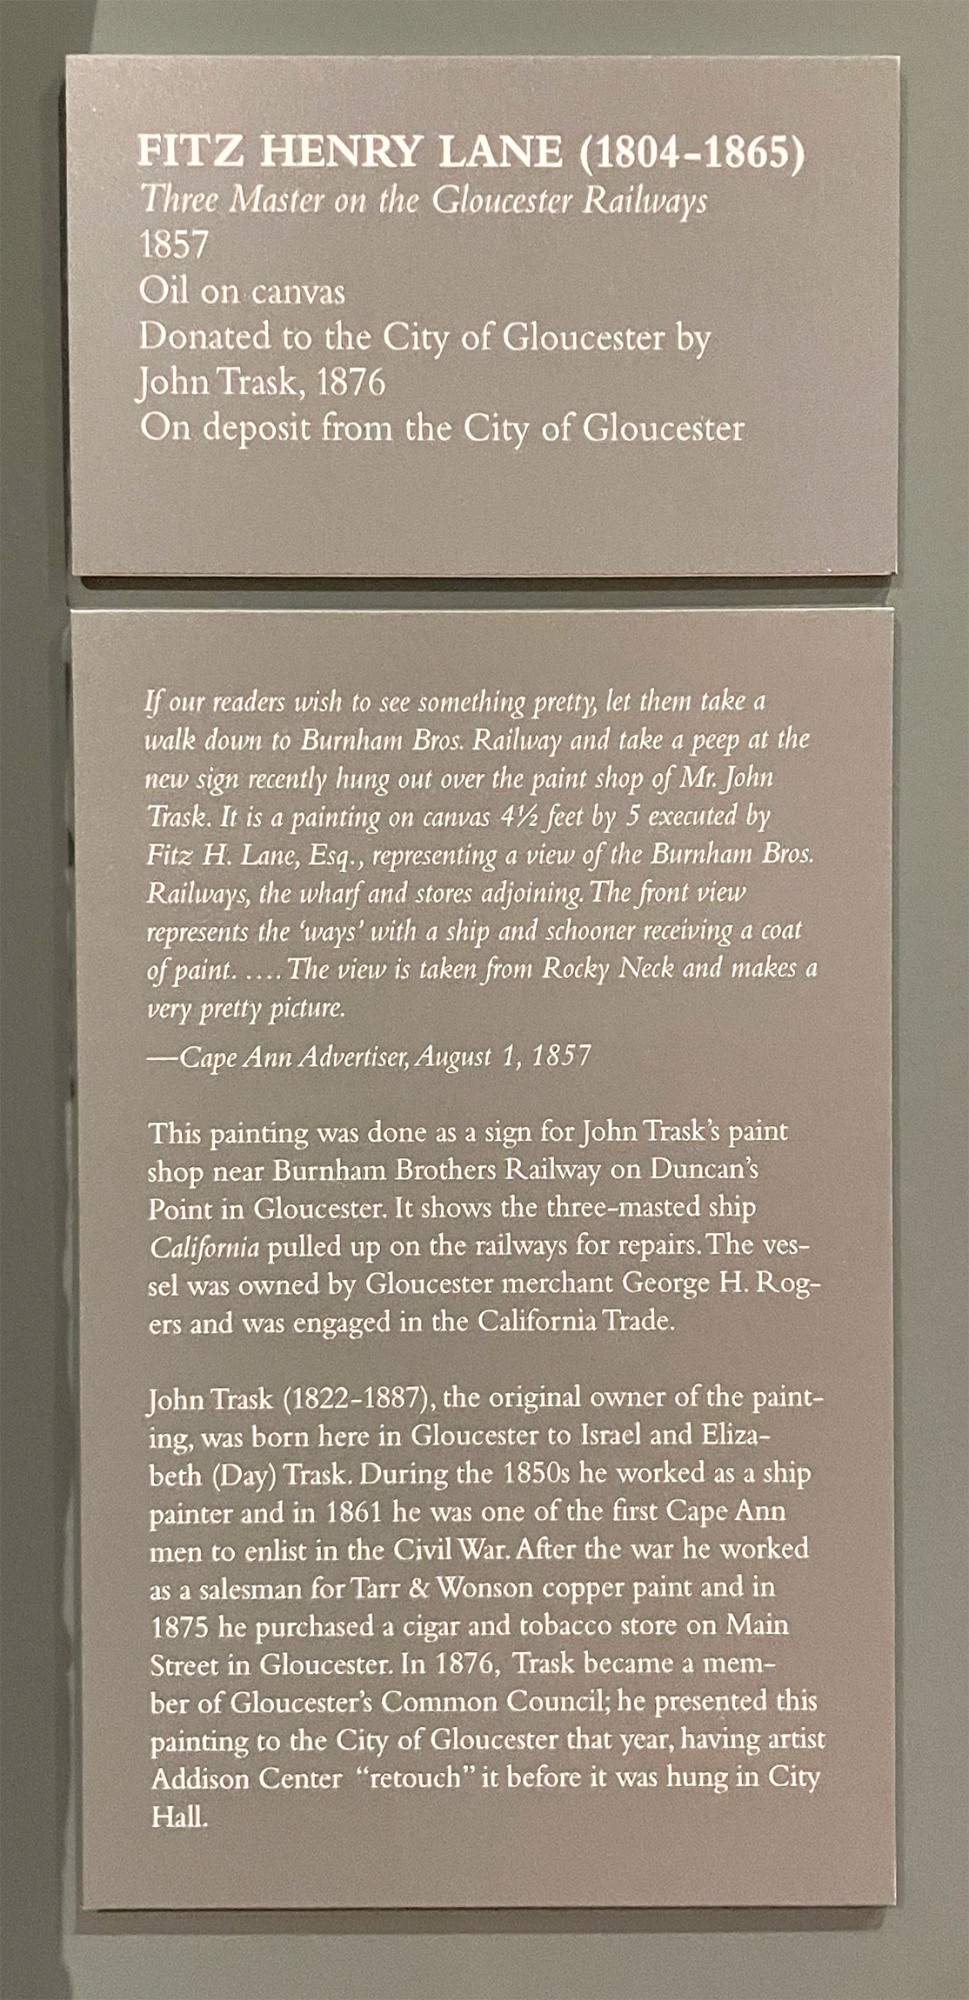 FITZ HENRY LANE (1804–1865)
Three Master on the Gloucester Railways
1857
Oil on canvas
Donated to the City of Gloucester by
John Trask, 1876
On deposit from the City of Gloucester
If our readers wish to see something pretty, let them take a
walk down to Burnham Bros. Railway and take a peep at the
new sign recently hung out over the paint shop of Mr. John
Trask. It is a painting on canvas 4½ feet by 5 executed by
Fitz H. Lane, Esq., representing a view of the Burnham Bros.
Railways, the wharf and stores adjoining. The front view
represents the ‘ways’ with a ship and schooner receiving a coat
of paint. …. The view is taken from Rocky Neck and makes a
very pretty picture.
—Cape Ann Advertiser, August 1, 1857
This painting was done as a sign for John Trask’s paint
shop near Burnham Brothers Railway on Duncan’s
Point in Gloucester. It shows the three-masted ship
California pulled up on the railways for repairs. The ves-
sel was owned by Gloucester merchant George H. Rog-
ers and was engaged in the California Trade.
John Trask (1822–1887), the original owner of the paint-
ing, was born here in Gloucester to Israel and Eliza-
beth (Day) Trask. During the 1850s he worked as a ship
painter and in 1861 he was one of the first Cape Ann
men to enlist in the Civil War. After the war he worked
as a salesman for Tarr & Wonson copper paint and in
1875 he purchased a cigar and tobacco store on Main
Street in Gloucester. In 1876, Trask became a mem-
ber of Gloucester’s Common Council; he presented this
painting to the City of Gloucester that year, having artist
Addison Center “retouch” it before it was hung in City
Hall.